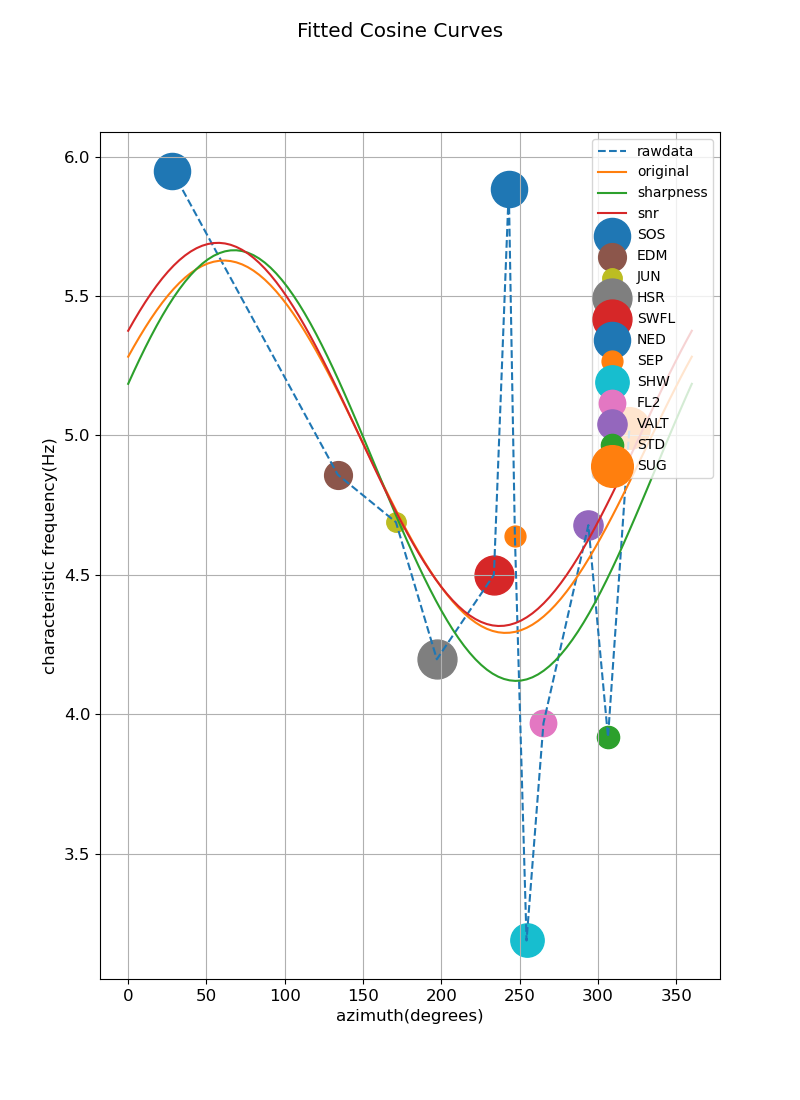 Fitted Cosine Curves
6.0
5.5
5.0
4.5
4.0
3.5
characteristic frequency(Hz)
rawdata
original
sharpness
snr
SOS
EDM
JUN
HSR
SWFL
NED
SEP
SHW
FL2
VALT
STD
SUG
0 50 100 150 200 250 300 350
azimuth(degrees)